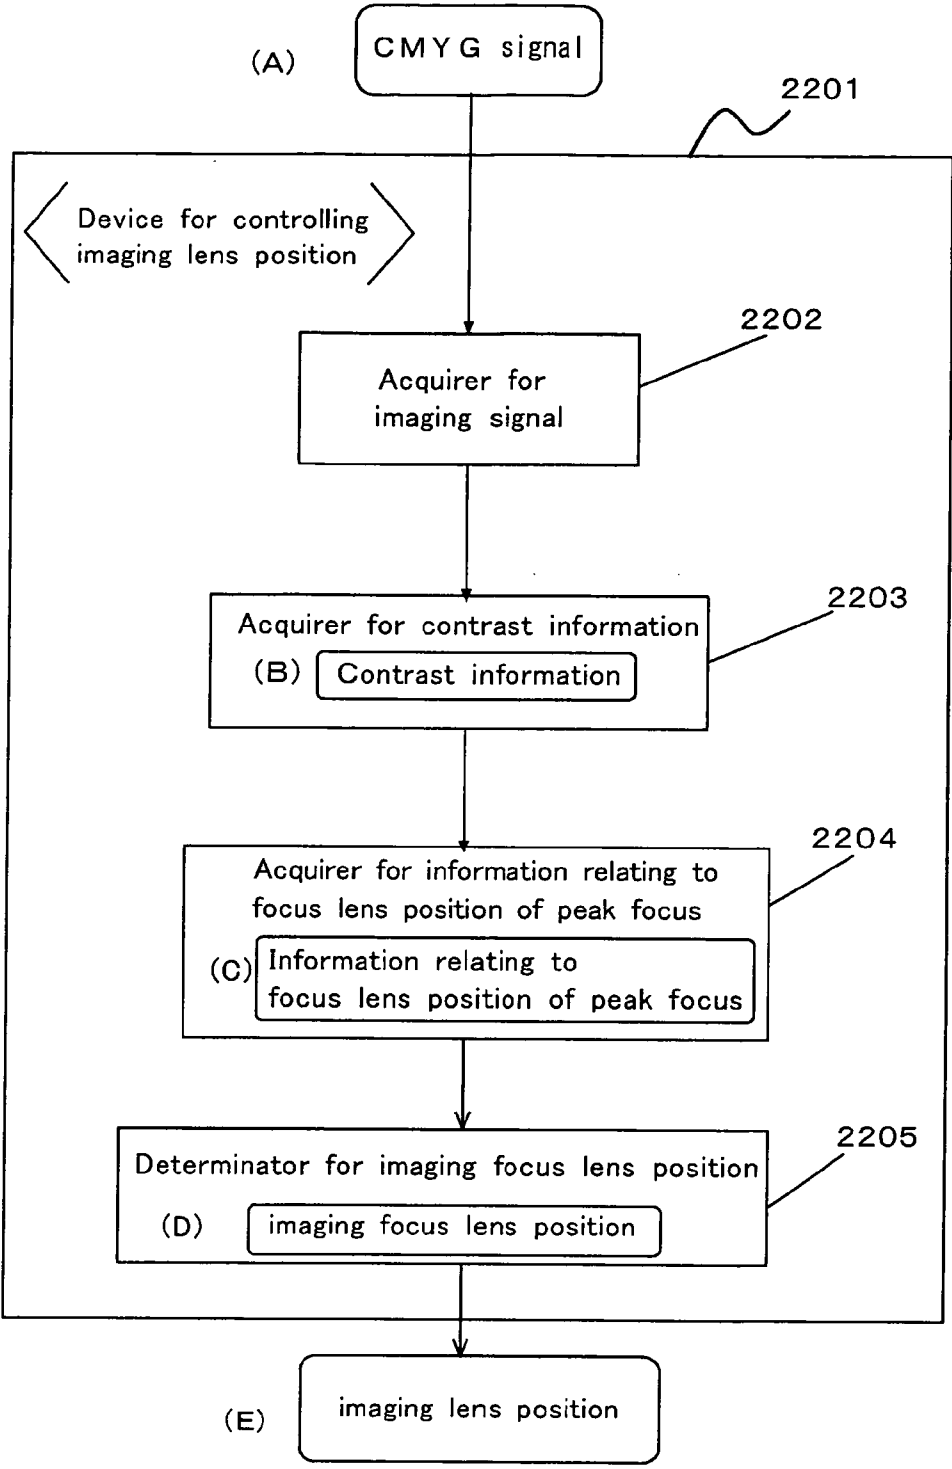 (A) CMYG signal
2201
Device for controlling
imaging lens position
2202
Acquirer for
imaging signal
2203
Acquirer for contrast information
(B) Contrast information
2204
Acquirer for information relating to
focus lens position of peak focus
(C) Information relating to
focus lens position of peak focus
2205
Determinator for imaging focus lens position
(D) imaging focus lens position
(E) imaging lens position